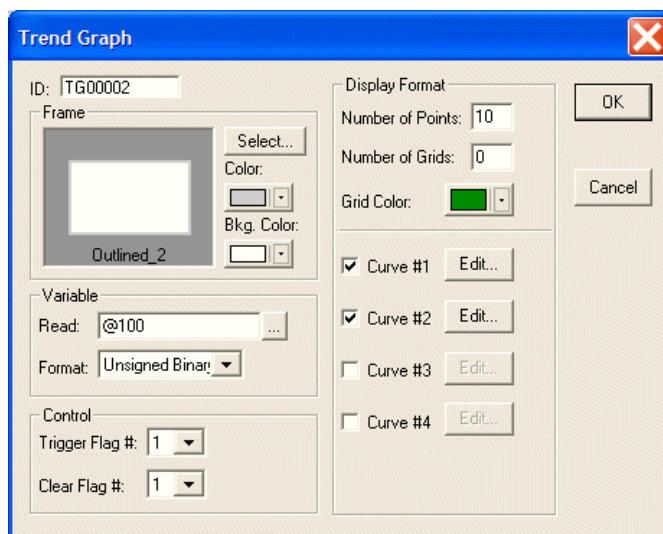 Trend Graph
ID: TG00002
Frame
Select...
Color:
Bkg. Color:
Outlined_2
Variable
Read: @100 ...
Format: Unsigned Binar
Control
Trigger Flag #: 1
Clear Flag #: 1
Display Format
Number of Points: 10
Number of Grids: 0
Grid Color:
Curve #1 Edit...
Curve #2 Edit...
Curve #3 Edit...
Curve #4 Edit...
OK
Cancel